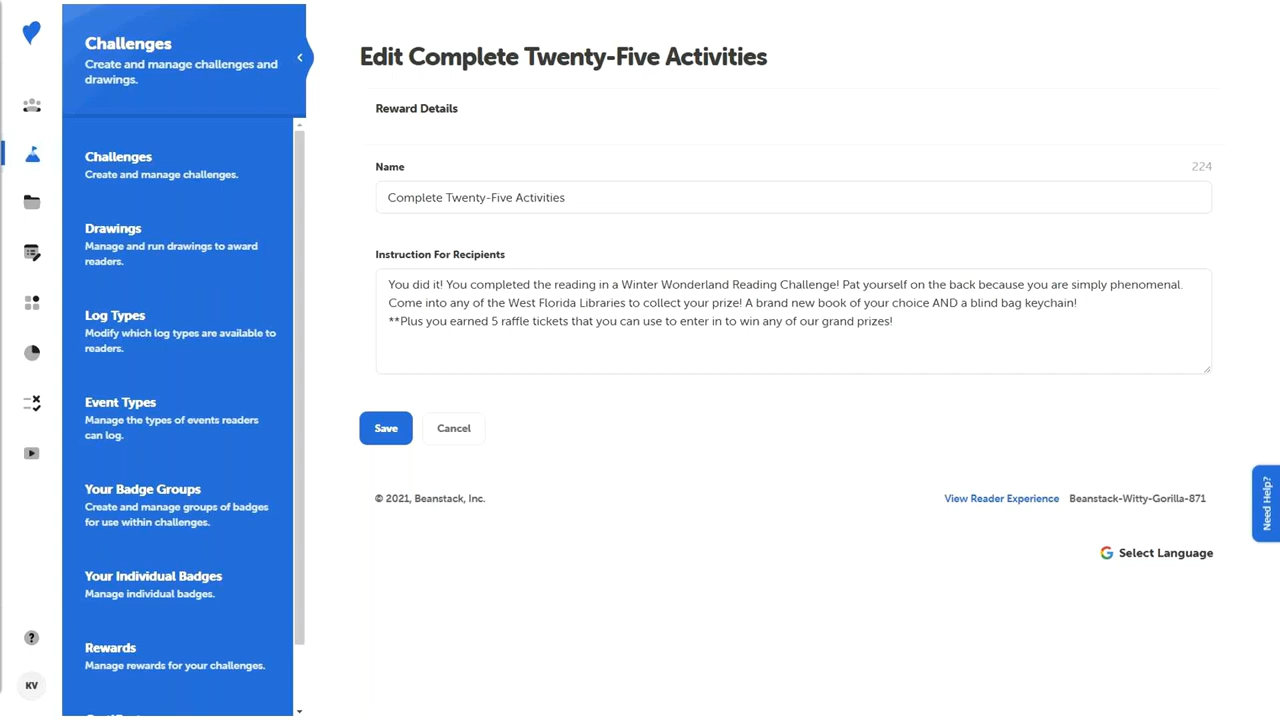 Challenges
Create and manage challenges and
drawings.
Challenges
Create and manage challenges.
Drawings
Manage and run drawings to award
readers.
Log Types
Modify which log types are available to
readers.
Event Types
Manage the types of events readers
can log.
Your Badge Groups
Create and manage groups of badges
for use within challenges.
Your Individual Badges
Manage individual badges.
Rewards
Manage rewards for your challenges.
KV
Edit Complete Twenty-Five Activities
Reward Details
Name
224
Complete Twenty-Five Activities
Instruction For Recipients
You did it! You completed the reading in a Winter Wonderland Reading Challenge! Pat yourself on the back because you are simply phenomenal.
Come into any of the West Florida Libraries to collect your prize! A brand new book of your choice AND a blind bag keychain!
**Plus you earned 5 raffle tickets that you can use to enter in to win any of our grand prizes!
Save
Cancel
© 2021, Beanstack, Inc.
View Reader Experience
Beanstack-Witty-Gorilla-871
Need Help?
Select Language